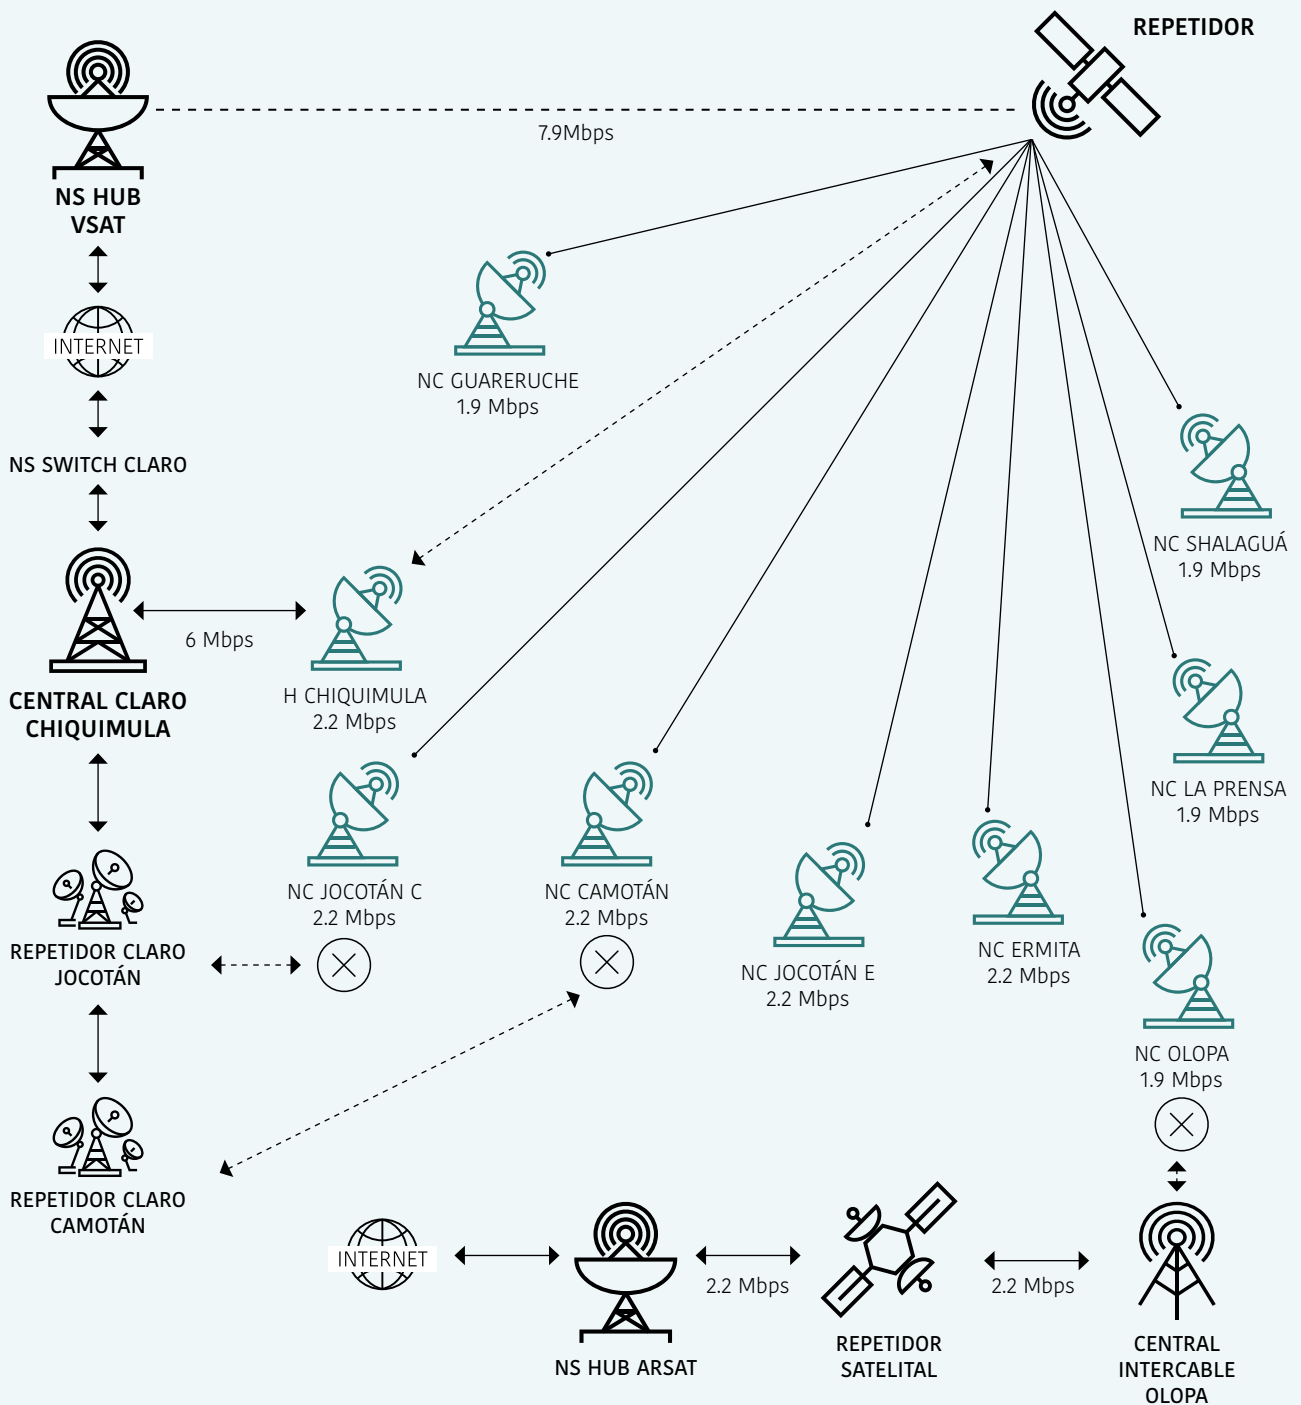 REPETIDOR
7.9Mbps
NS HUB
VSAT
INTERNET
NS SWITCH CLARO
6 Mbps
CENTRAL CLARO
CHIQUIMULA
REPETIDOR CLARO
JOCOTÁN
REPETIDOR CLARO
CAMOTÁN
NC GUARERUCHE
1.9 Mbps
H CHIQUIMULA
2.2 Mbps
NC JOCOTÁN C
2.2 Mbps
NC CAMOTÁN
2.2 Mbps
NC JOCOTÁN E
2.2 Mbps
NC ERMITA
2.2 Mbps
NC SHALAGUÁ
1.9 Mbps
NC LA PRENSA
1.9 Mbps
NC OLOPA
1.9 Mbps
INTERNET
NS HUB ARSAT
2.2 Mbps
REPETIDOR
SATELITAL
2.2 Mbps
CENTRAL
INTERCABLE
OLOPA